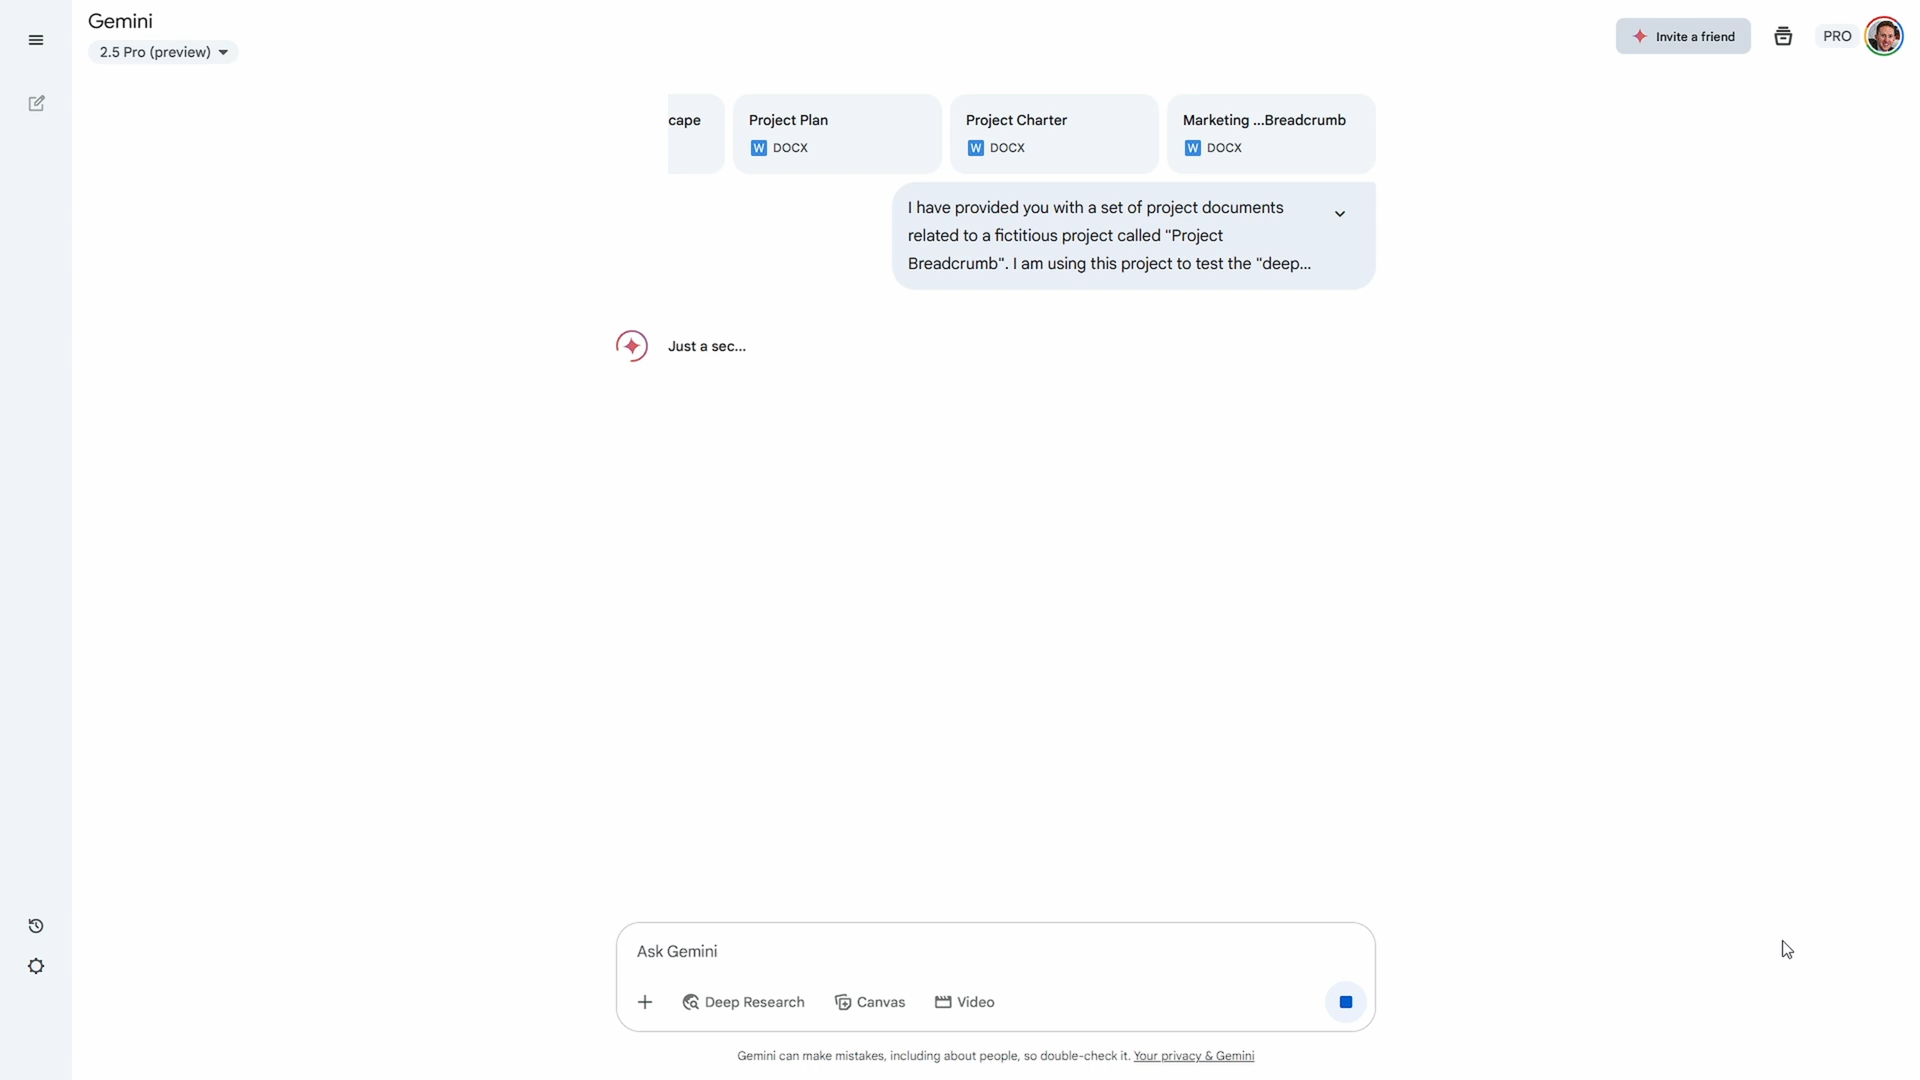 Gemini
2.5 Pro (preview)
Invite a friend
PRO
cape
Project Plan
W DOCX
Project Charter
W DOCX
Marketing ...Breadcrumb
W DOCX
I have provided you with a set of project documents
related to a fictitious project called "Project
Breadcrumb". I am using this project to test the "deep...
Just a sec...
Ask Gemini
Deep Research
Canvas
Video
Gemini can make mistakes, including about people, so double-check it. Your privacy & Gemini